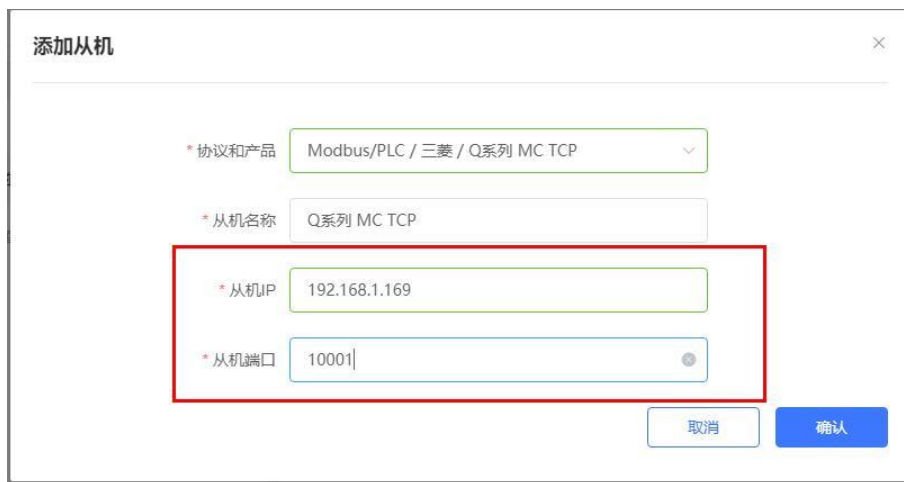 添加从机
* 协议和产品 Modbus/PLC / 三菱 / Q系列 MC TCP
* 从机名称 Q系列 MC TCP
* 从机IP 192.168.1.169
* 从机端口 10001
取消 确认